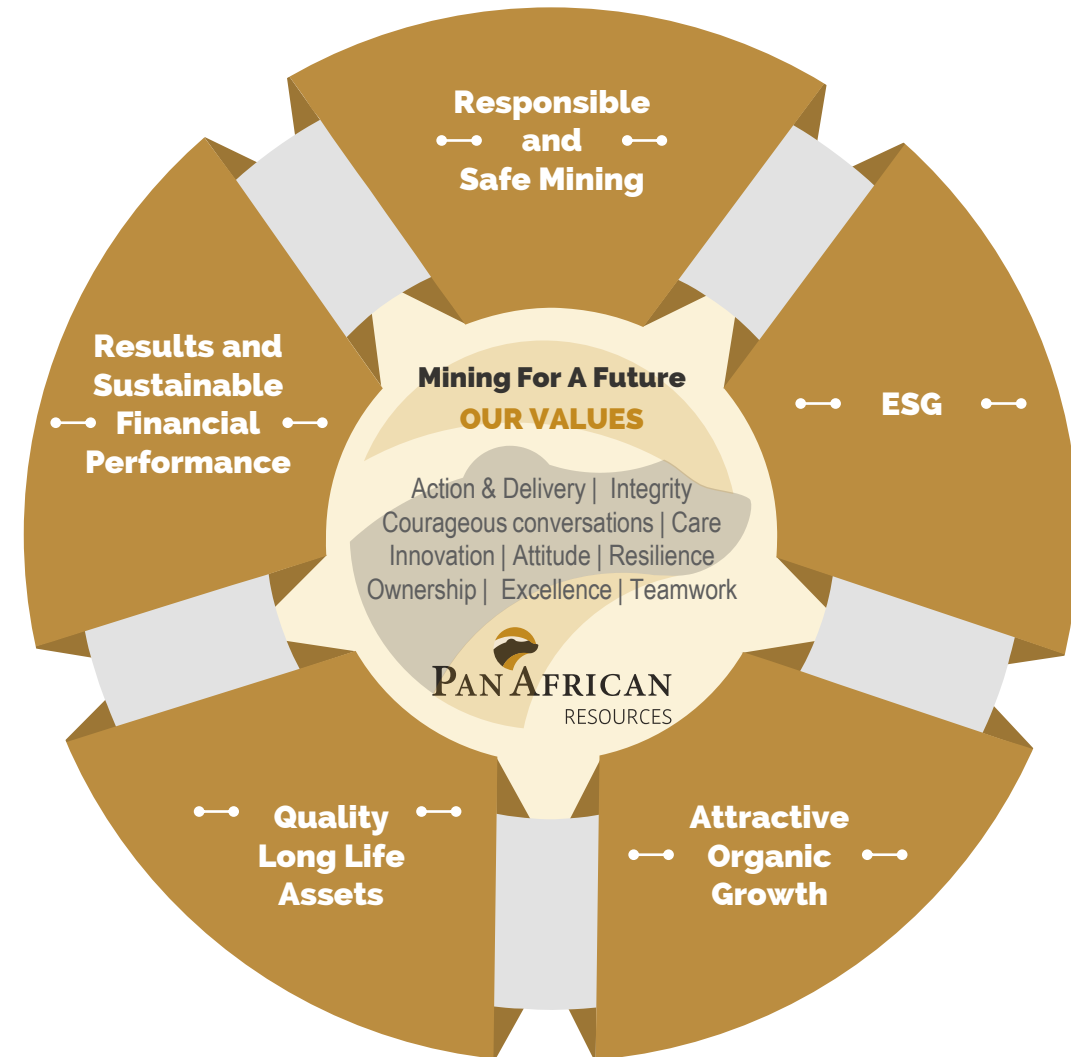 Responsible
and
Safe Mining
Results and
Sustainable
Financial
Performance
ESG
Mining For A Future
OUR VALUES
Action & Delivery | Integrity
Courageous conversations | Care
Innovation | Attitude | Resilience
Ownership | Excellence | Teamwork
PAN AFRICAN
RESOURCES
Quality
Long Life
Assets
Attractive
Organic
Growth